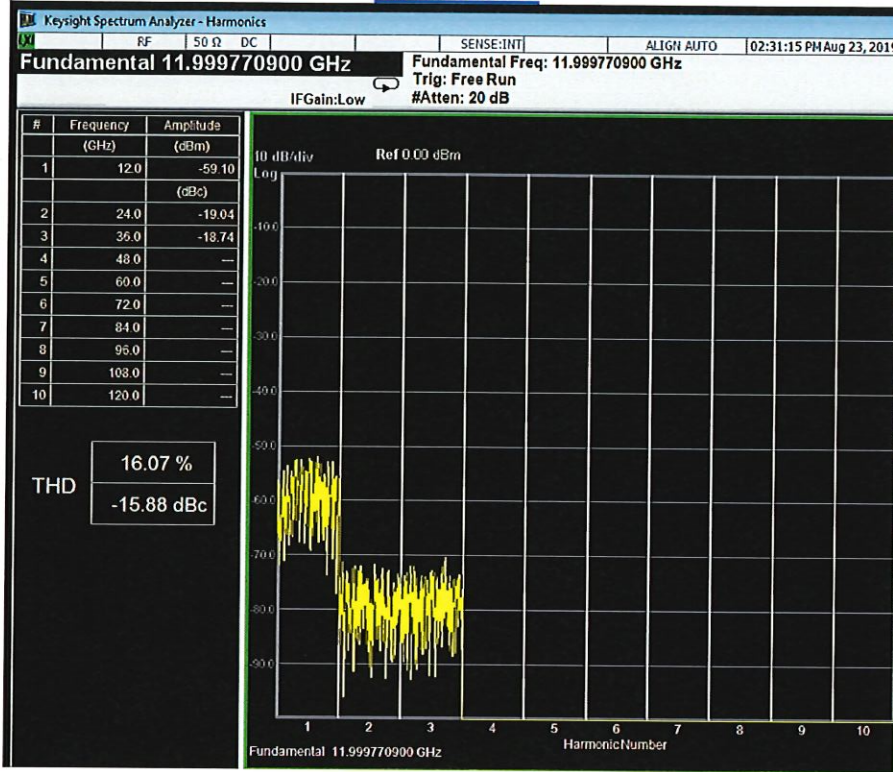 Keysight Spectrum Analyzer - Harmonics
RF 50 Ω DC SENSE:INT ALIGN AUTO 02:31:15 PM Aug 23, 2019
Fundamental 11.999770900 GHz
Fundamental Freq: 11.999770900 GHz
Trig: Free Run
IFGain:Low #Atten: 20 dB
# Frequency Amplitude
(GHz) (dBm)
1 12.0 -59.10
(dBc)
2 24.0 -19.04
3 36.0 -18.74
4 48.0 ---
5 60.0 ---
6 72.0 ---
7 84.0 ---
8 96.0 ---
9 108.0 ---
10 120.0 ---
THD 16.07 %
-15.88 dBc
10 dB/div Ref 0.00 dBm
Log
-10.0
-20.0
-30.0
-40.0
-50.0
-60.0
-70.0
-80.0
-90.0
1 2 3 4 5 6 7 8 9 10
Fundamental 11.999770900 GHz Harmonic Number